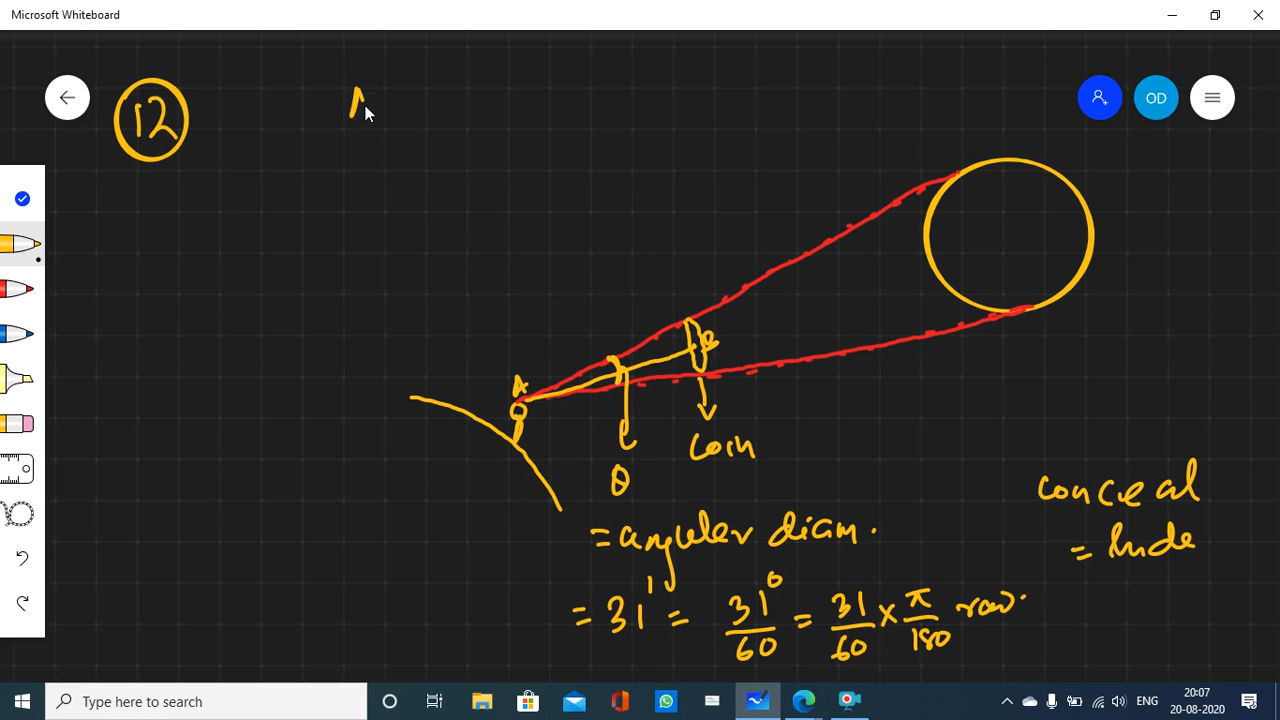 Microsoft Whiteboard
12
OD
A
B
Coin
θ
conceal
= hide
= angular diam.
= 31' = 31°/60 = 31/60 × π/180 rad.
Type here to search
ENG
20:07
20-08-2020